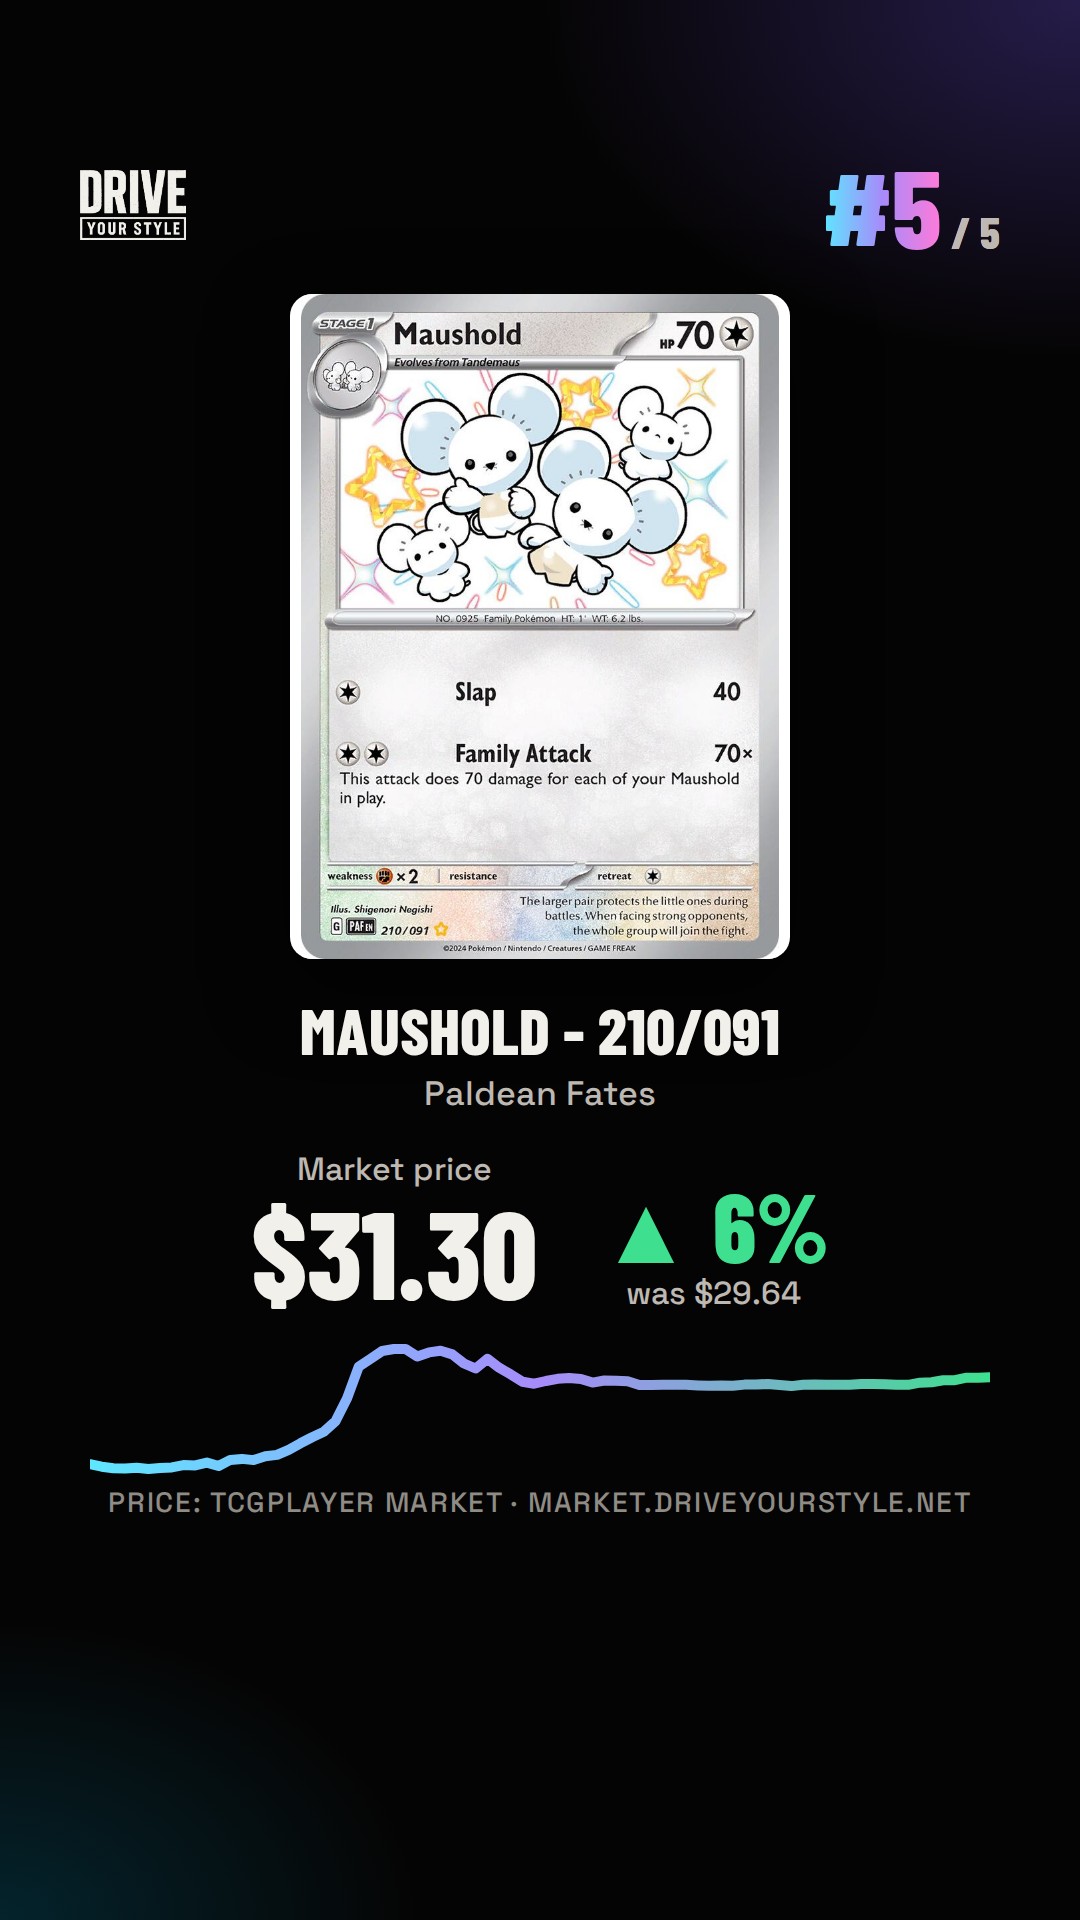 DRIVE
YOUR STYLE
#5 / 5
STAGE1
Maushold
HP 70
Evolves from Tandemaus
NO. 0925 Family Pokémon HT: 1' WT: 6.2 lbs.
Slap 40
Family Attack 70×
This attack does 70 damage for each of your Maushold
in play.
weakness ×2 resistance retreat
Illus. Shigenori Negishi
The larger pair protects the little ones during
battles. When facing strong opponents,
the whole group will join the fight.
G PAF EN 210/091
©2024 Pokémon / Nintendo / Creatures / GAME FREAK
MAUSHOLD - 210/091
Paldean Fates
Market price
$31.30
▲ 6%
was $29.64
PRICE: TCGPLAYER MARKET · MARKET.DRIVEYOURSTYLE.NET